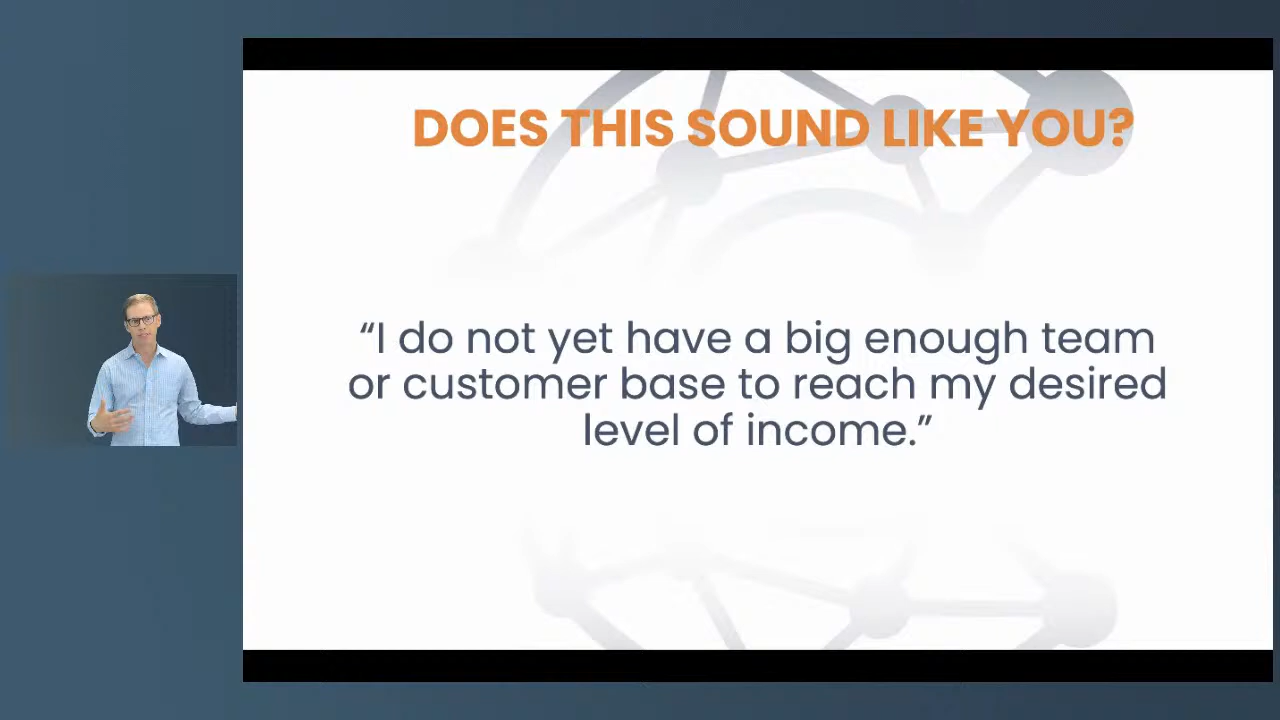 DOES THIS SOUND LIKE YOU?
“I do not yet have a big enough team
or customer base to reach my desired
level of income.”